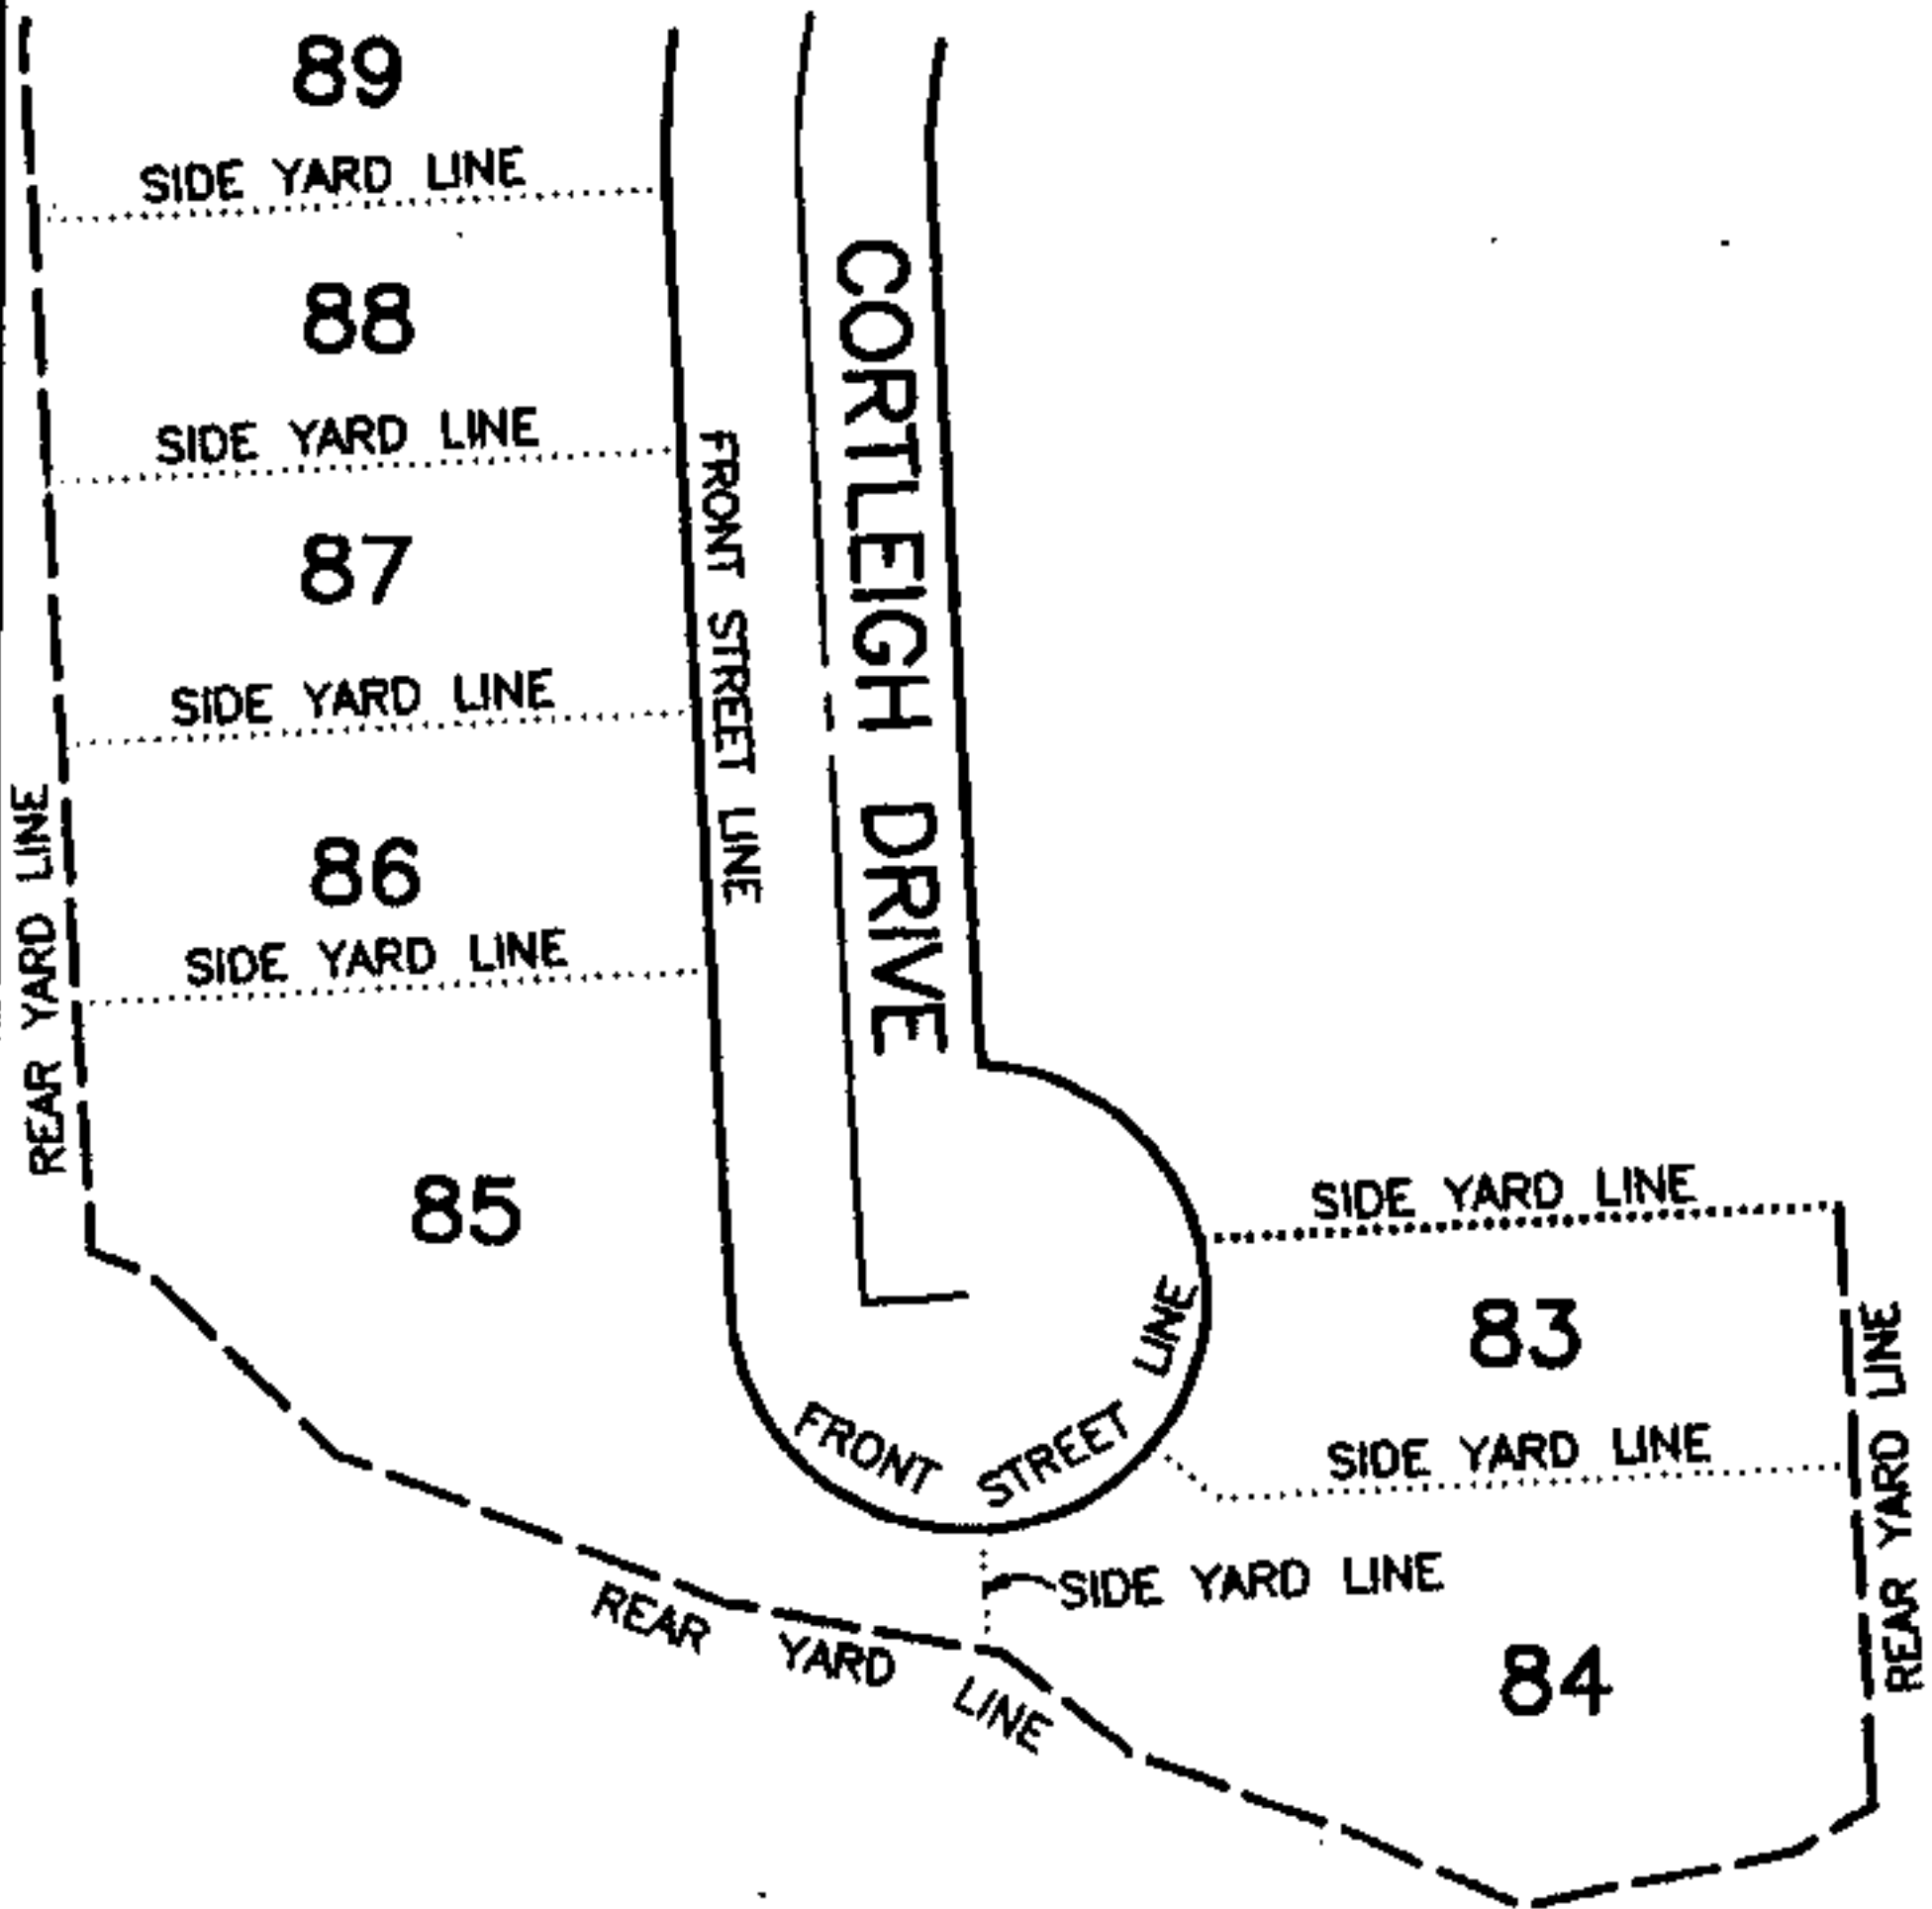 89
SIDE YARD LINE
88
SIDE YARD LINE
87
SIDE YARD LINE
86
SIDE YARD LINE
85
REAR YARD LINE
FRONT STREET LINE
CORTLEIGH DRIVE
SIDE YARD LINE
83
SIDE YARD LINE
FRONT STREET LINE
SIDE YARD LINE
84
REAR YARD LINE
REAR YARD LINE